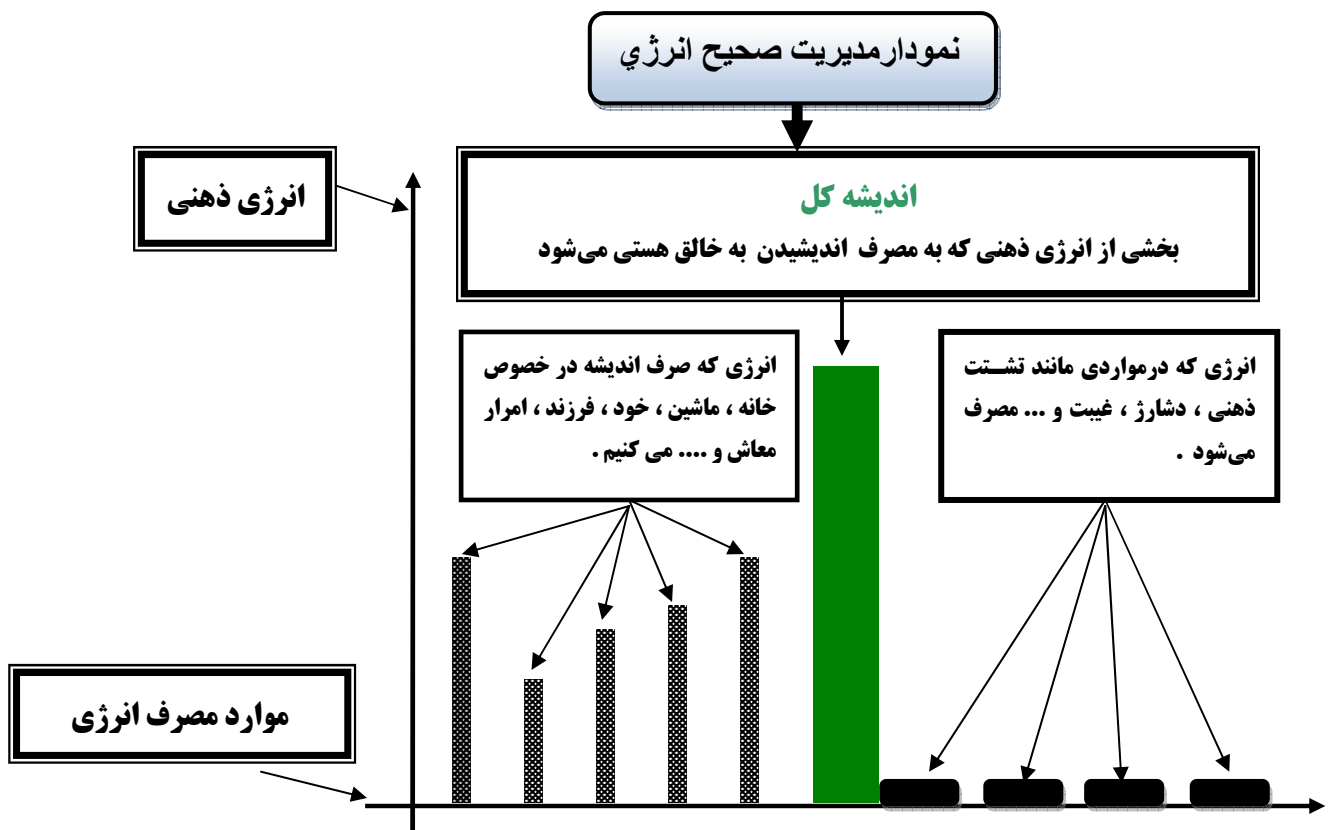 نمودارمديريت صحيح انرژي
انرژی ذهنی
اندیشه کل
بخشی از انرژی ذهنی که به مصرف اندیشیدن به خالق هستی می‌شود
انرژی که درمواردی مانند تشــتت
ذهنی ، دشارژ ، غیبت و ... مصرف
می‌شود .
انرژی که صرف اندیشه در خصوص
خانه ، ماشین ، خود ، فرزند ، امرار
معاش و .... می کنیم .
موارد مصرف انرژی